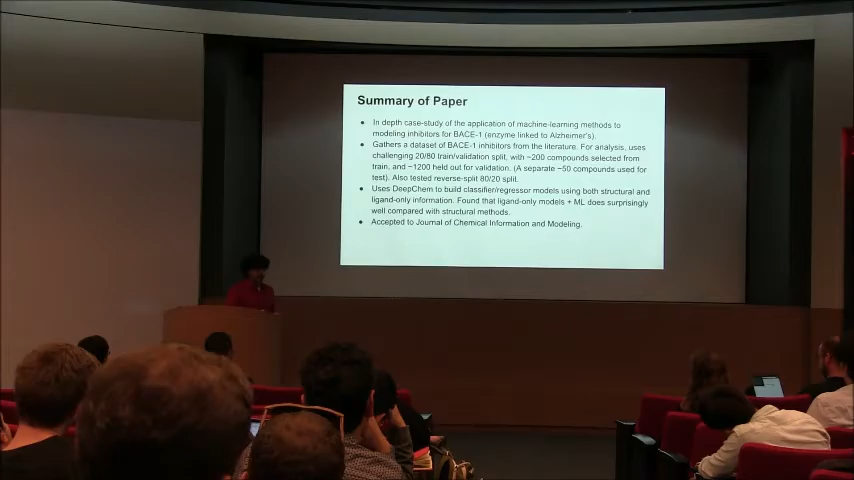 Summary of Paper
● In depth case-study of the application of machine-learning methods to
modeling inhibitors for BACE-1 (enzyme linked to Alzheimer's).
● Gathers a dataset of BACE-1 inhibitors from the literature. For analysis, uses
challenging 20/80 train/validation split, with ~200 compounds selected from
train, and ~1200 held out for validation. (A separate ~50 compounds used for
test). Also tested reverse-split 80/20 split.
● Uses DeepChem to build classifier/regressor models using both structural and
ligand-only information. Found that ligand-only models + ML does surprisingly
well compared with structural methods.
● Accepted to Journal of Chemical Information and Modeling.